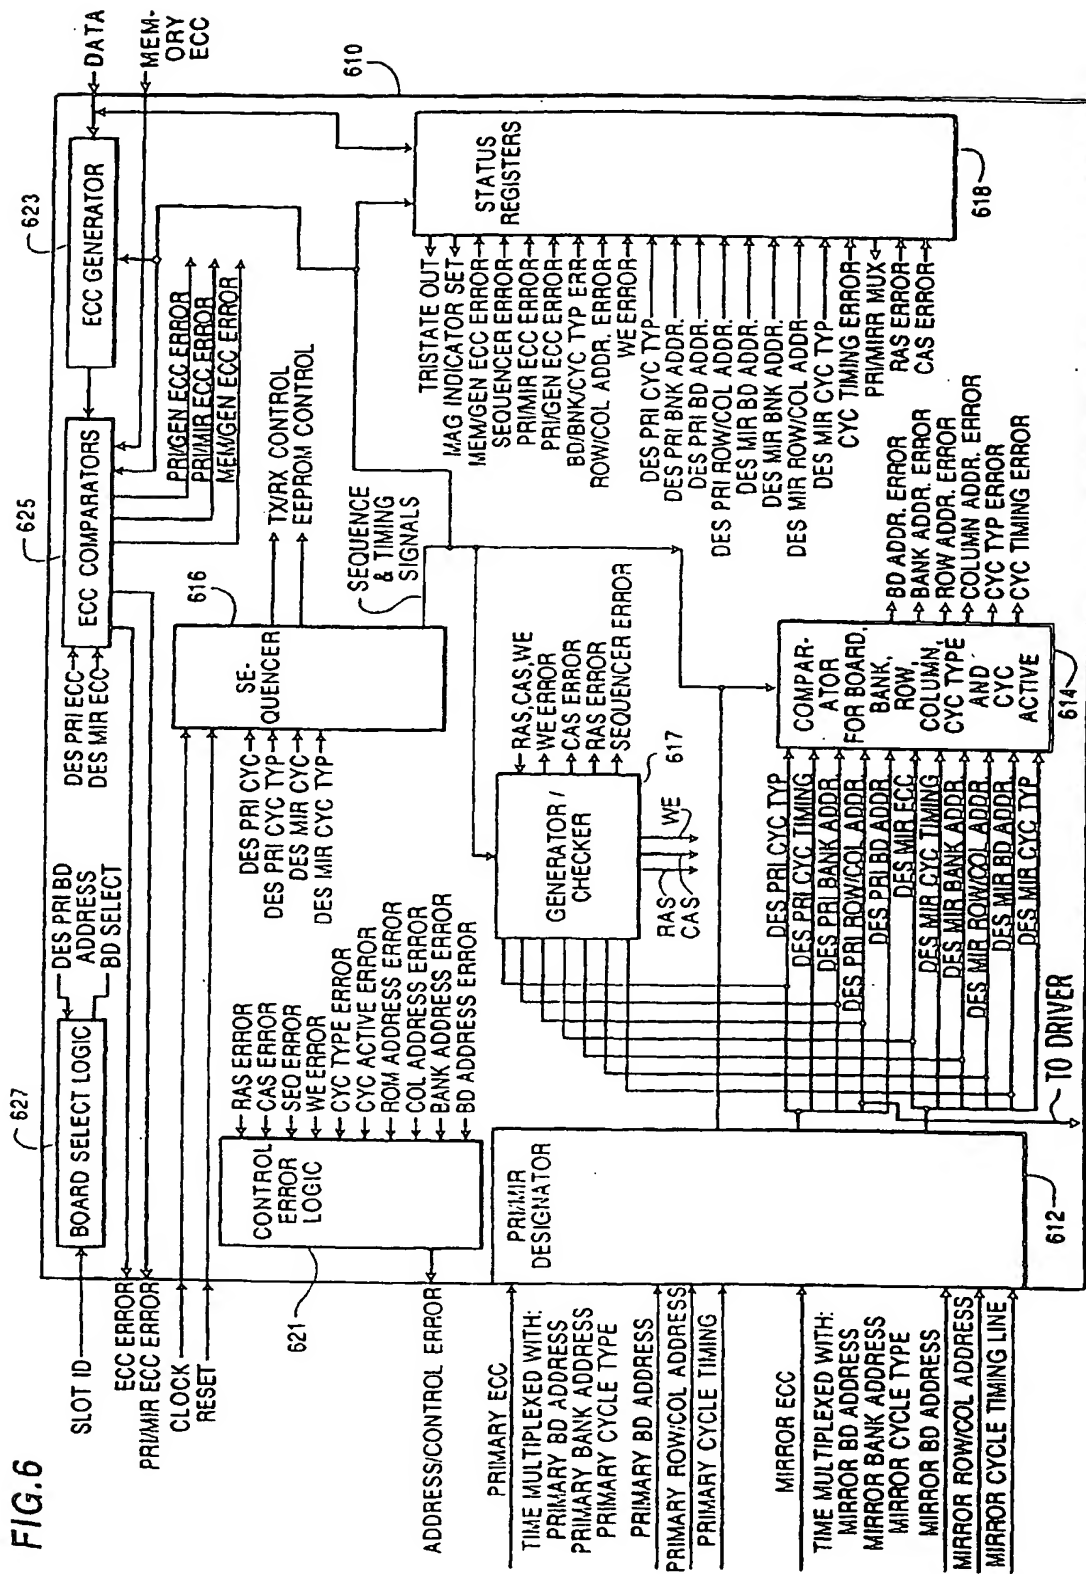 FIG.6
SLOT ID
ECC ERROR
PRI/MIR ECC ERROR
CLOCK
RESET
ADDRESS/CONTROL ERROR
PRIMARY ECC
TIME MULTIPLEXED WITH:
PRIMARY BD ADDRESS
PRIMARY BANK ADDRESS
PRIMARY CYCLE TYPE
PRIMARY BD ADDRESS
PRIMARY ROW/COL ADDRESS
PRIMARY CYCLE TIMING
MIRROR ECC
TIME MULTIPLEXED WITH:
MIRROR BD ADDRESS
MIRROR BANK ADDRESS
MIRROR CYCLE TYPE
MIRROR BD ADDRESS
MIRROR ROW/COL ADDRESS
MIRROR CYCLE TIMING LINE
627
BOARD SELECT LOGIC
DES PRI BD
ADDRESS
BD SELECT
DES PRI ECC
DES MIR ECC
625
ECC COMPARATORS
PRI/GEN ECC ERROR
PRI/MIR ECC ERROR
MEM/GEN ECC ERROR
623
ECC GENERATOR
DATA
MEM-
ORY
ECC
610
621
CONTROL
ERROR
LOGIC
RAS ERROR
CAS ERROR
SEQ ERROR
WE ERROR
CYC TYPE ERROR
CYC ACTIVE ERROR
ROM ADDRESS ERROR
COL ADDRESS ERROR
BANK ADDRESS ERROR
BD ADDRESS ERROR
DES PRI CYC
DES PRI CYC TYP
DES MIR CYC
DES MIR CYC TYP
616
SE-
QUENCER
TX/RX CONTROL
EEPROM CONTROL
SEQUENCE
& TIMING
SIGNALS
GENERATOR /
CHECKER
617
RAS,CAS,WE
WE ERROR
CAS ERROR
RAS ERROR
SEQUENCER ERROR
RAS
CAS
WE
TRISTATE OUT
MAG INDICATOR SET
MEM/GEN ECC ERROR
SEQUENCER ERROR
PRI/MIR ECC ERROR
PRI/GEN ECC ERROR
BD/BNK/CYC TYP ERR
ROW/COL ADDR. ERROR
WE ERROR
DES PRI CYC TYP
DES PRI BNK ADDR.
DES PRI BD ADDR.
DES PRI ROW/COL ADDR.
DES MIR BD ADDR.
DES MIR BNK ADDR.
DES MIR ROW/COL ADDR
DES MIR CYC TYP
CYC TIMING ERROR
PRI/MIRR MUX
RAS ERROR
CAS ERROR
STATUS
REGISTERS
618
PRI/MIR
DESIGNATOR
612
DES PRI CYC TYP
DES PRI CYC TIMING
DES PRI BANK ADDR.
DES PRI ROW/COL ADDR.
DES PRI BD ADDR
DES MIR ECC
DES MIR CYC TIMING
DES MIR BANK ADDR.
DES MIR ROW/COL ADDR
DES MIR BD ADDR
DES MIR CYC TYP
TO DRIVER
COMPAR-
ATOR
FOR BOARD,
BANK,
ROW,
COLUMN,
CYC TYPE
AND
CYC
ACTIVE
614
BD ADDR. ERROR
BANK ADDR. ERROR
ROW ADDR. ERROR
COLUMN ADDR. ERROR
CYC TYP ERROR
CYC TIMING ERROR